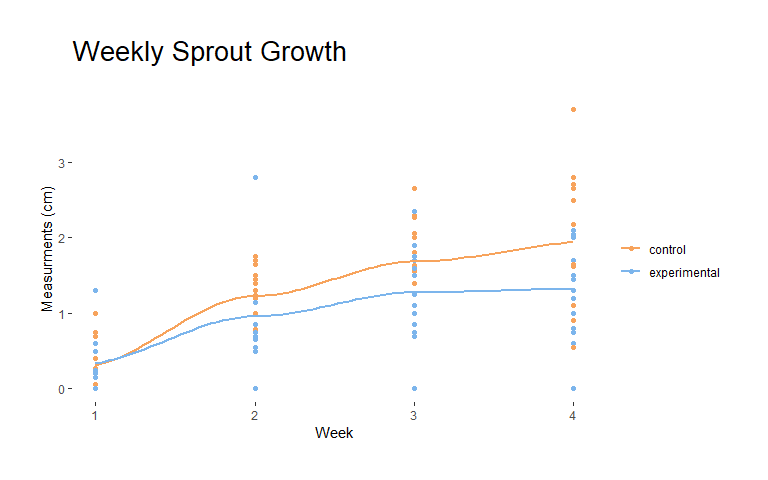 Weekly Sprout Growth
3
2
1
0
Measurments (cm)
1 2 3 4
Week
control
experimental